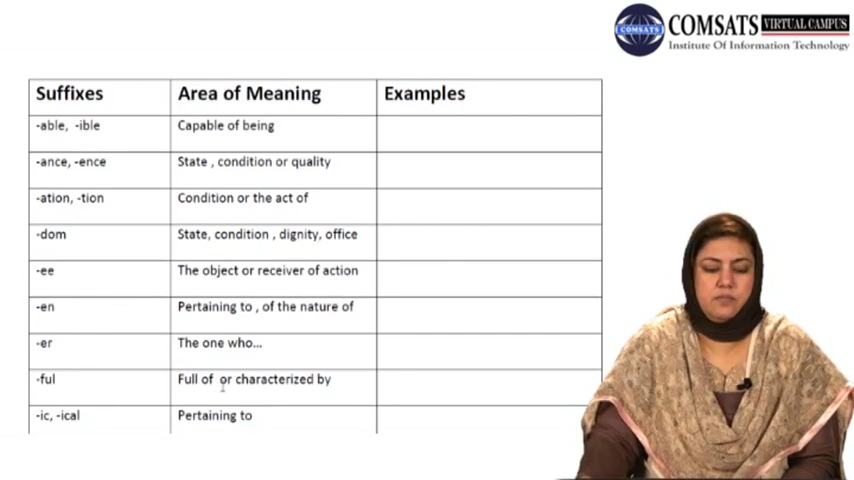 COMSATS VIRTUAL CAMPUS
COMSATS
Institute Of Information Technology
Suffixes Area of Meaning Examples
-able, -ible Capable of being
-ance, -ence State , condition or quality
-ation, -tion Condition or the act of
-dom State, condition , dignity, office
-ee The object or receiver of action
-en Pertaining to , of the nature of
-er The one who...
-ful Full of or characterized by
-ic, -ical Pertaining to